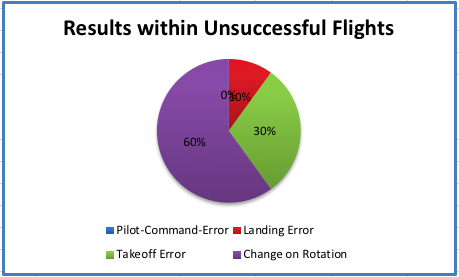 Results within Unsuccessful Flights
0%
10%
30%
60%
Pilot-Command-Error Landing Error
Takeoff Error Change on Rotation